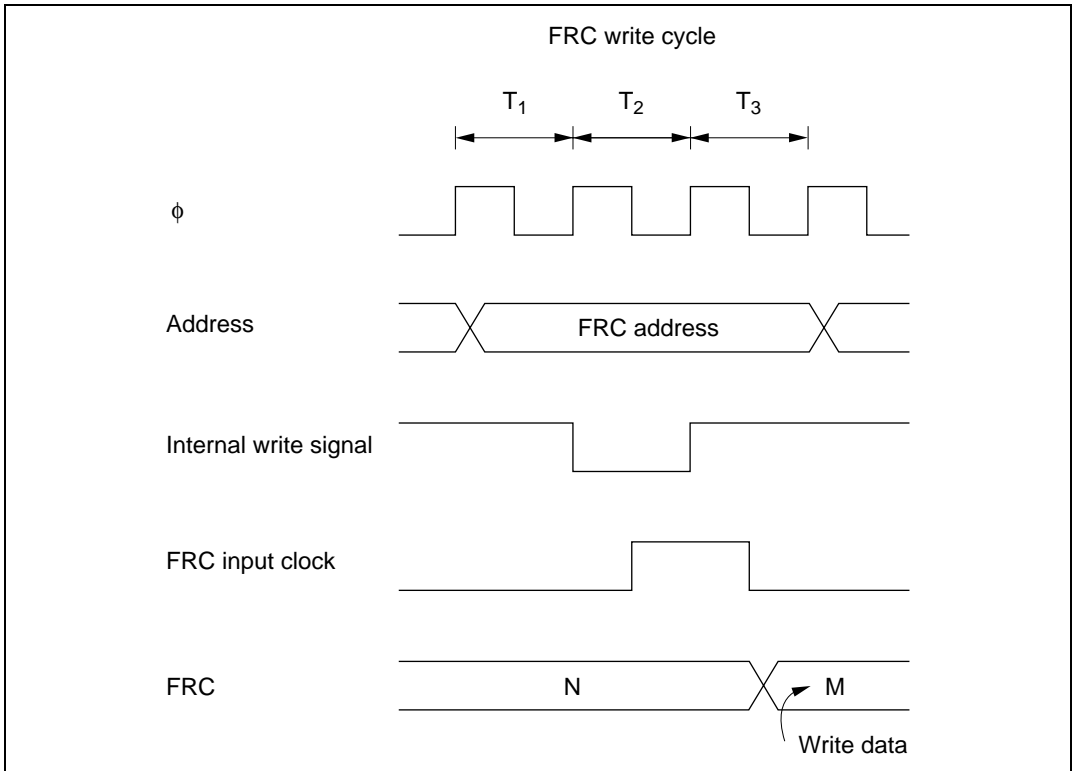 FRC write cycle
T1 T2 T3
ϕ
Address
FRC address
Internal write signal
FRC input clock
FRC
N
M
Write data